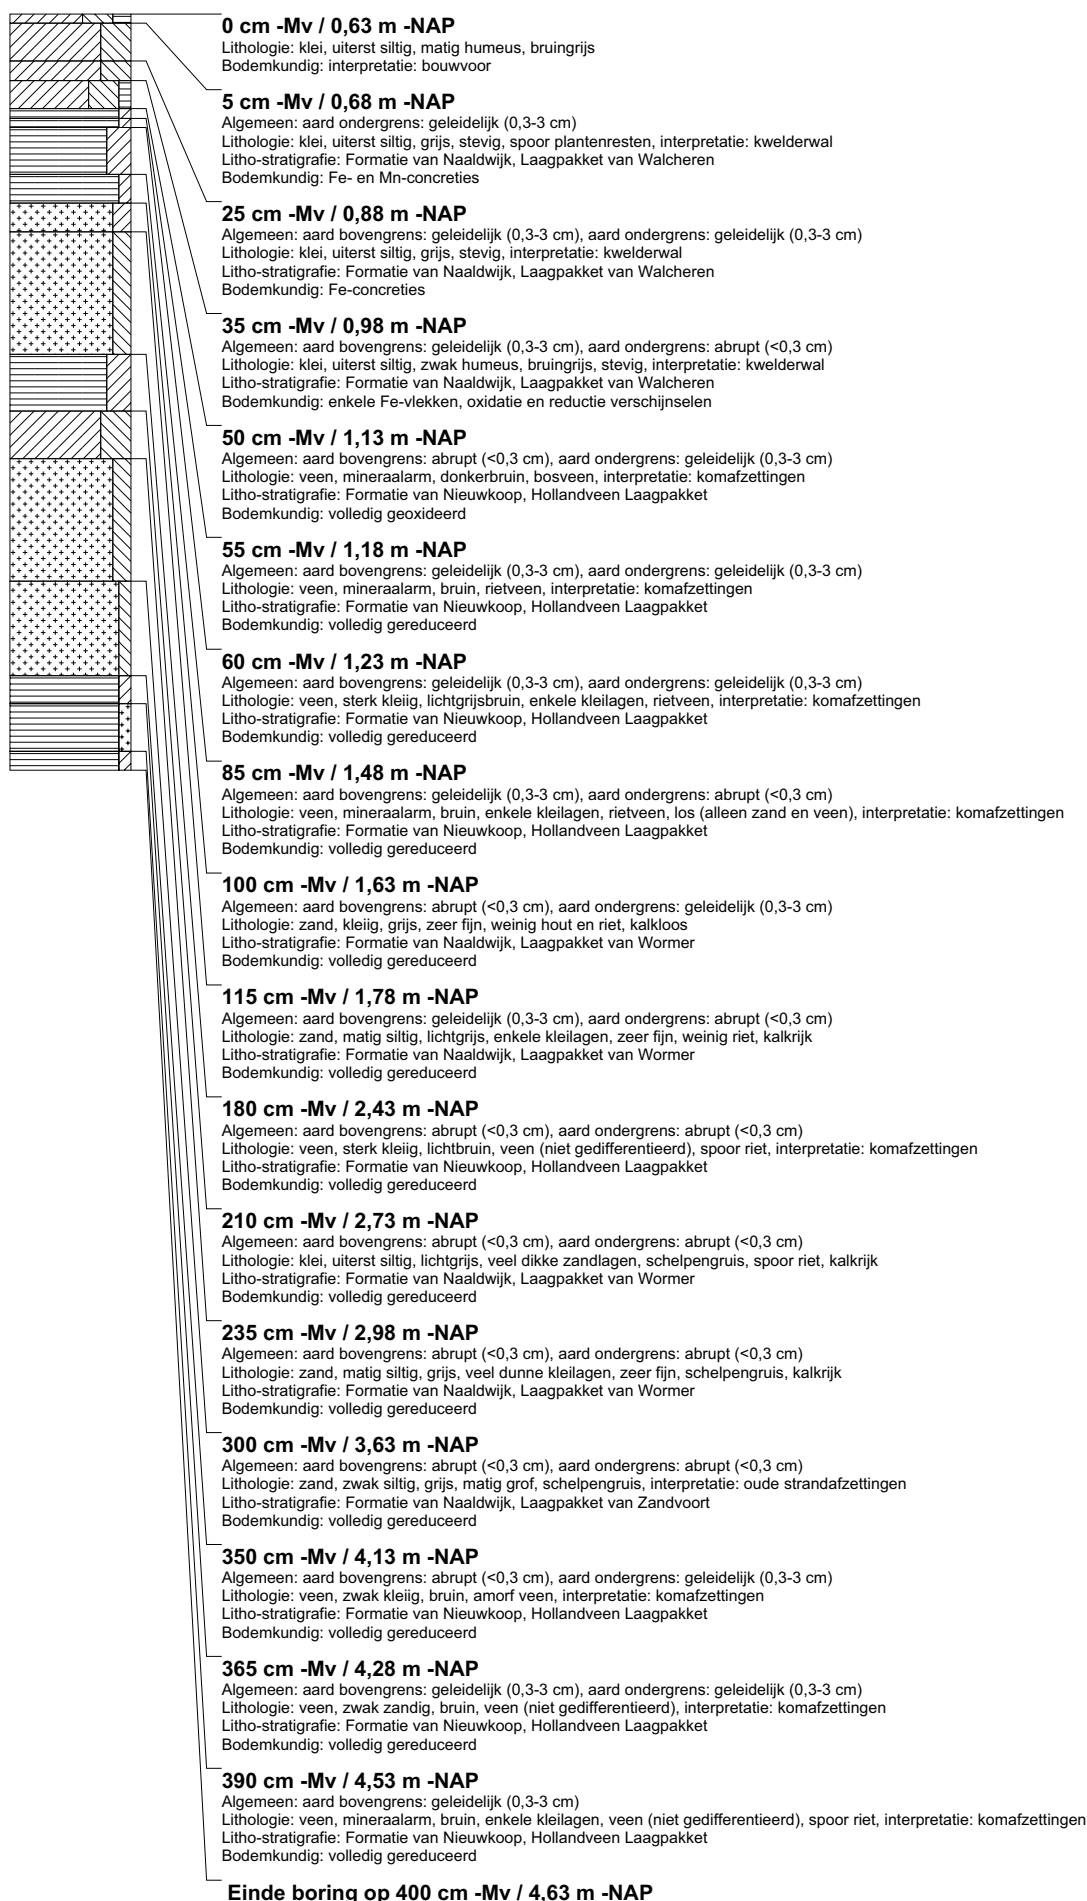 0 cm -Mv / 0,63 m -NAP
Lithologie: klei, uiterst siltig, matig humeus, bruingrijs
Bodemkundig: interpretatie: bouwvoor
5 cm -Mv / 0,68 m -NAP
Algemeen: aard ondergrens: geleidelijk (0,3-3 cm)
Lithologie: klei, uiterst siltig, grijs, stevig, spoor plantenresten, interpretatie: kwelderwal
Litho-stratigrafie: Formatie van Naaldwijk, Laagpakket van Walcheren
Bodemkundig: Fe- en Mn-concreties
25 cm -Mv / 0,88 m -NAP
Algemeen: aard bovengrens: geleidelijk (0,3-3 cm), aard ondergrens: geleidelijk (0,3-3 cm)
Lithologie: klei, uiterst siltig, grijs, stevig, interpretatie: kwelderwal
Litho-stratigrafie: Formatie van Naaldwijk, Laagpakket van Walcheren
Bodemkundig: Fe-concreties
35 cm -Mv / 0,98 m -NAP
Algemeen: aard bovengrens: geleidelijk (0,3-3 cm), aard ondergrens: abrupt (<0,3 cm)
Lithologie: klei, uiterst siltig, zwak humeus, bruingrijs, stevig, interpretatie: kwelderwal
Litho-stratigrafie: Formatie van Naaldwijk, Laagpakket van Walcheren
Bodemkundig: enkele Fe-vlekken, oxidatie en reductie verschijnselen
50 cm -Mv / 1,13 m -NAP
Algemeen: aard bovengrens: abrupt (<0,3 cm), aard ondergrens: geleidelijk (0,3-3 cm)
Lithologie: veen, mineraalarm, donkerbruin, bosveen, interpretatie: komafzettingen
Litho-stratigrafie: Formatie van Nieuwkoop, Hollandveen Laagpakket
Bodemkundig: volledig geoxideerd
55 cm -Mv / 1,18 m -NAP
Algemeen: aard bovengrens: geleidelijk (0,3-3 cm), aard ondergrens: geleidelijk (0,3-3 cm)
Lithologie: veen, mineraalarm, bruin, rietveen, interpretatie: komafzettingen
Litho-stratigrafie: Formatie van Nieuwkoop, Hollandveen Laagpakket
Bodemkundig: volledig gereduceerd
60 cm -Mv / 1,23 m -NAP
Algemeen: aard bovengrens: geleidelijk (0,3-3 cm), aard ondergrens: geleidelijk (0,3-3 cm)
Lithologie: veen, sterk kleiig, lichtgrijsbruin, enkele kleilagen, rietveen, interpretatie: komafzettingen
Litho-stratigrafie: Formatie van Nieuwkoop, Hollandveen Laagpakket
Bodemkundig: volledig gereduceerd
85 cm -Mv / 1,48 m -NAP
Algemeen: aard bovengrens: geleidelijk (0,3-3 cm), aard ondergrens: abrupt (<0,3 cm)
Lithologie: veen, mineraalarm, bruin, enkele kleilagen, rietveen, los (alleen zand en veen), interpretatie: komafzettingen
Litho-stratigrafie: Formatie van Nieuwkoop, Hollandveen Laagpakket
Bodemkundig: volledig gereduceerd
100 cm -Mv / 1,63 m -NAP
Algemeen: aard bovengrens: abrupt (<0,3 cm), aard ondergrens: geleidelijk (0,3-3 cm)
Lithologie: zand, kleiig, grijs, zeer fijn, weinig hout en riet, kalkloos
Litho-stratigrafie: Formatie van Naaldwijk, Laagpakket van Wormer
Bodemkundig: volledig gereduceerd
115 cm -Mv / 1,78 m -NAP
Algemeen: aard bovengrens: geleidelijk (0,3-3 cm), aard ondergrens: abrupt (<0,3 cm)
Lithologie: zand, matig siltig, lichtgrijs, enkele kleilagen, zeer fijn, weinig riet, kalkrijk
Litho-stratigrafie: Formatie van Naaldwijk, Laagpakket van Wormer
Bodemkundig: volledig gereduceerd
180 cm -Mv / 2,43 m -NAP
Algemeen: aard bovengrens: abrupt (<0,3 cm), aard ondergrens: abrupt (<0,3 cm)
Lithologie: veen, sterk kleiig, lichtbruin, veen (niet gedifferentieerd), spoor riet, interpretatie: komafzettingen
Litho-stratigrafie: Formatie van Nieuwkoop, Hollandveen Laagpakket
Bodemkundig: volledig gereduceerd
210 cm -Mv / 2,73 m -NAP
Algemeen: aard bovengrens: abrupt (<0,3 cm), aard ondergrens: abrupt (<0,3 cm)
Lithologie: klei, uiterst siltig, lichtgrijs, veel dikke zandlagen, schelpengruis, spoor riet, kalkrijk
Litho-stratigrafie: Formatie van Naaldwijk, Laagpakket van Wormer
Bodemkundig: volledig gereduceerd
235 cm -Mv / 2,98 m -NAP
Algemeen: aard bovengrens: abrupt (<0,3 cm), aard ondergrens: abrupt (<0,3 cm)
Lithologie: zand, matig siltig, grijs, veel dunne kleilagen, zeer fijn, schelpengruis, kalkrijk
Litho-stratigrafie: Formatie van Naaldwijk, Laagpakket van Wormer
Bodemkundig: volledig gereduceerd
300 cm -Mv / 3,63 m -NAP
Algemeen: aard bovengrens: abrupt (<0,3 cm), aard ondergrens: abrupt (<0,3 cm)
Lithologie: zand, zwak siltig, grijs, matig grof, schelpengruis, interpretatie: oude strandafzettingen
Litho-stratigrafie: Formatie van Naaldwijk, Laagpakket van Zandvoort
Bodemkundig: volledig gereduceerd
350 cm -Mv / 4,13 m -NAP
Algemeen: aard bovengrens: abrupt (<0,3 cm), aard ondergrens: geleidelijk (0,3-3 cm)
Lithologie: veen, zwak kleiig, bruin, amorf veen, interpretatie: komafzettingen
Litho-stratigrafie: Formatie van Nieuwkoop, Hollandveen Laagpakket
Bodemkundig: volledig gereduceerd
365 cm -Mv / 4,28 m -NAP
Algemeen: aard bovengrens: geleidelijk (0,3-3 cm), aard ondergrens: geleidelijk (0,3-3 cm)
Lithologie: veen, zwak zandig, bruin, veen (niet gedifferentieerd), interpretatie: komafzettingen
Litho-stratigrafie: Formatie van Nieuwkoop, Hollandveen Laagpakket
Bodemkundig: volledig gereduceerd
390 cm -Mv / 4,53 m -NAP
Algemeen: aard bovengrens: geleidelijk (0,3-3 cm)
Lithologie: veen, mineraalarm, bruin, enkele kleilagen, veen (niet gedifferentieerd), spoor riet, interpretatie: komafzettingen
Litho-stratigrafie: Formatie van Nieuwkoop, Hollandveen Laagpakket
Bodemkundig: volledig gereduceerd
Einde boring op 400 cm -Mv / 4,63 m -NAP